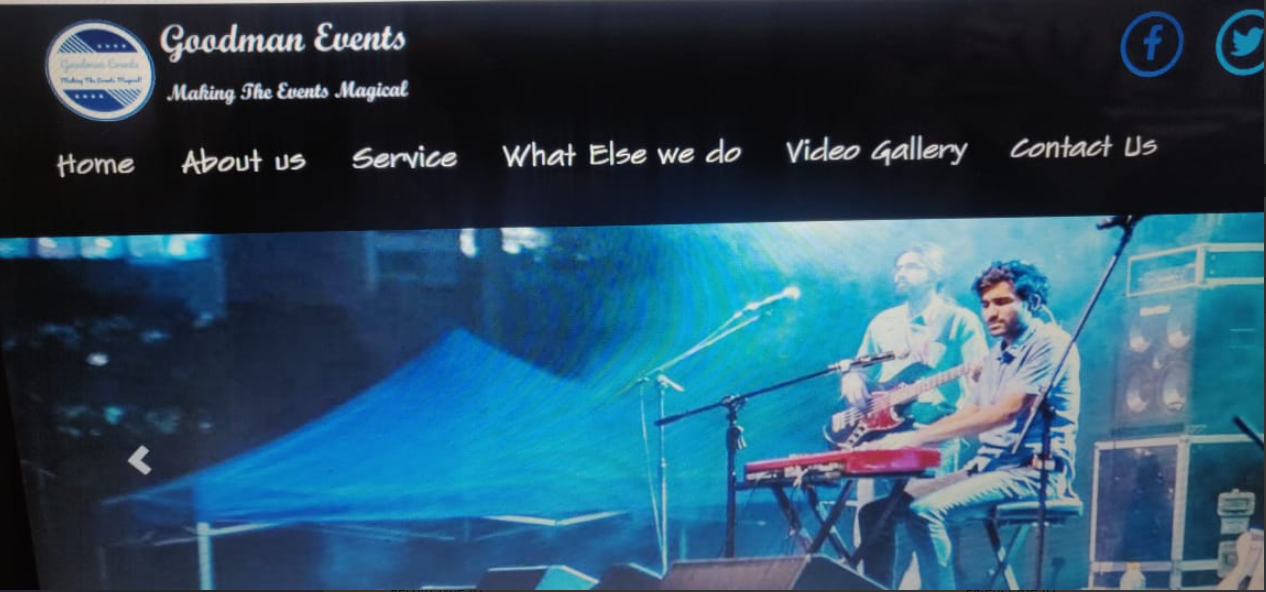 Goodman Events
Making The Events Magical
Goodman Events
Making The Events Magical
Home About us Service What Else we do Video Gallery Contact Us